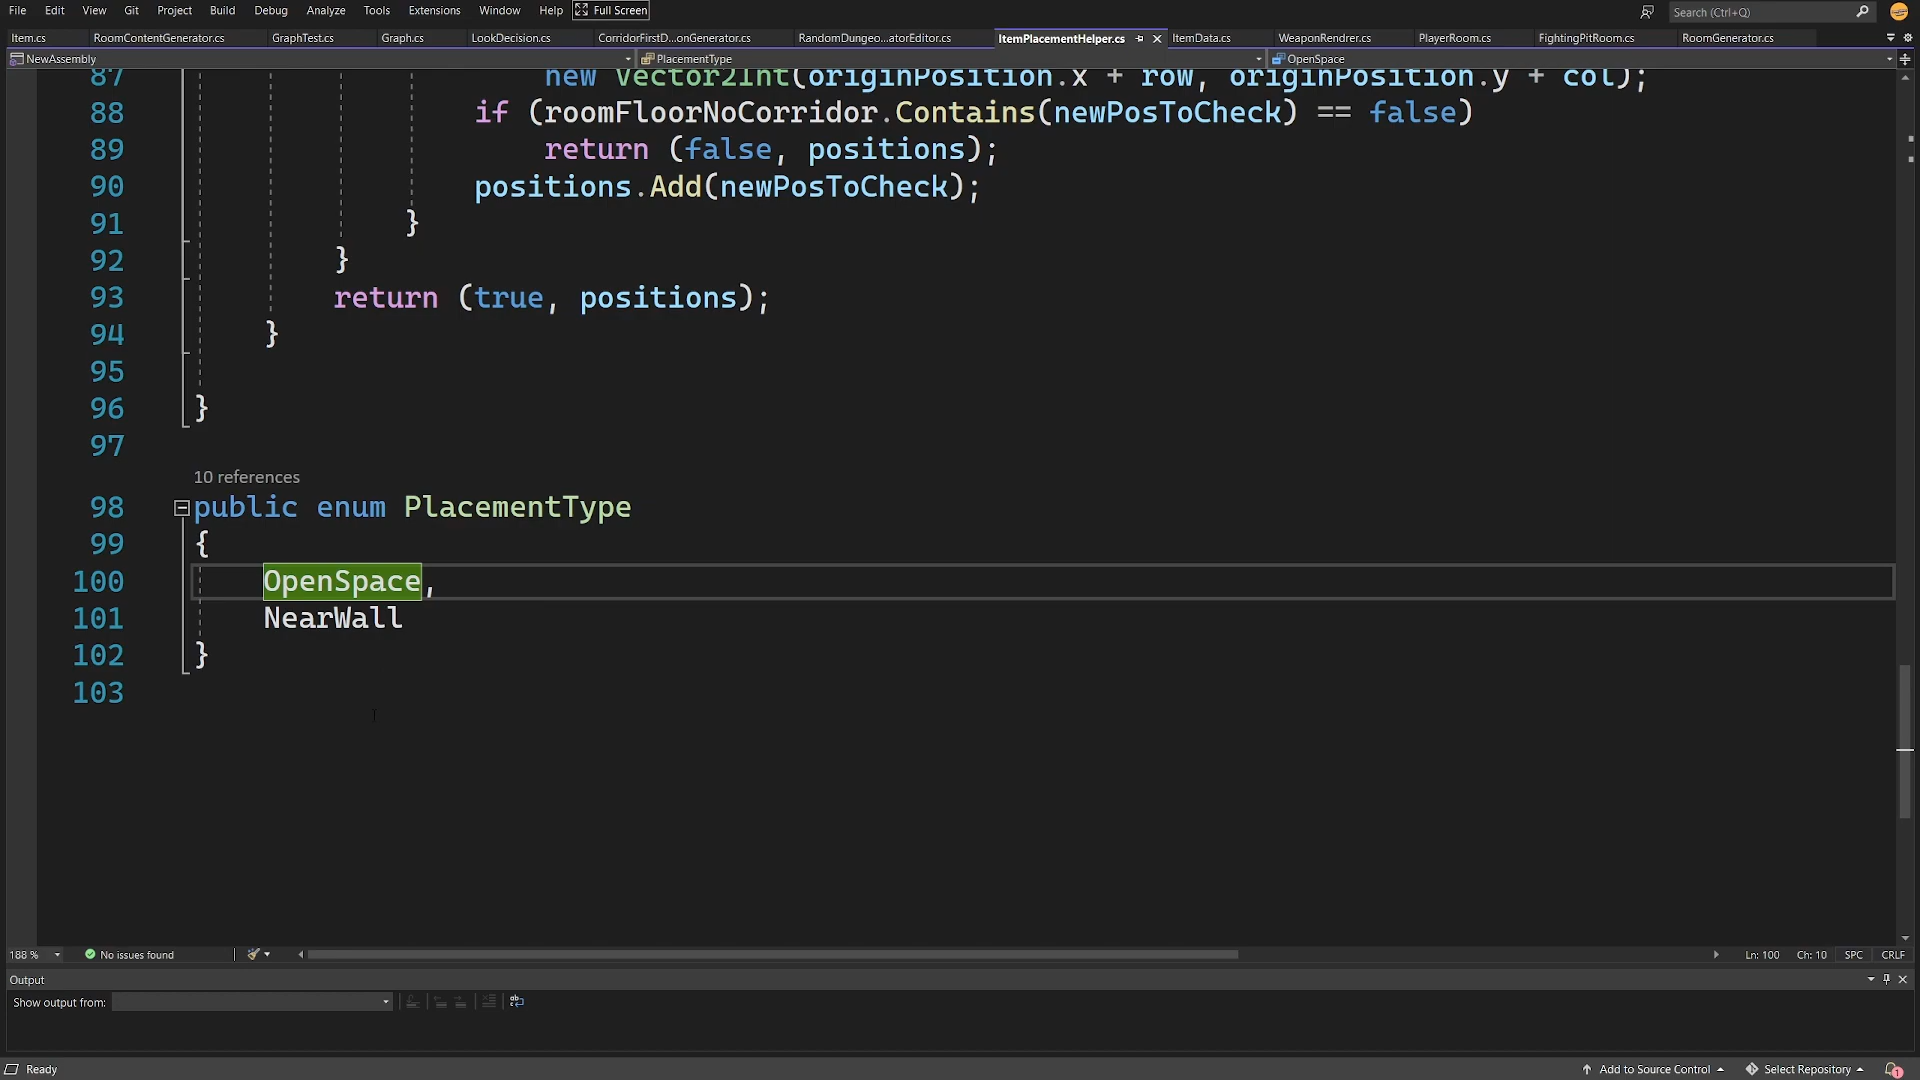 File Edit View Git Project Build Debug Analyze Tools Extensions Window Help Full Screen Search (Ctrl+Q)
Item.cs RoomContentGenerator.cs GraphTest.cs Graph.cs LookDecision.cs CorridorFirstD...onGenerator.cs RandomDungeo...atorEditor.cs ItemPlacementHelper.cs ItemData.cs WeaponRendrer.cs PlayerRoom.cs FightingPitRoom.cs RoomGenerator.cs
NewAssembly PlacementType OpenSpace
87 new Vector2Int(originPosition.x + row, originPosition.y + col);
88 if (roomFloorNoCorridor.Contains(newPosToCheck) == false)
89 return (false, positions);
90 positions.Add(newPosToCheck);
91 }
92 }
93 return (true, positions);
94 }
95
96 }
97
10 references
98 public enum PlacementType
99 {
100 OpenSpace,
101 NearWall
102 }
103
188 % No issues found Ln: 100 Ch: 10 SPC CRLF
Output
Show output from:
Ready Add to Source Control Select Repository 1